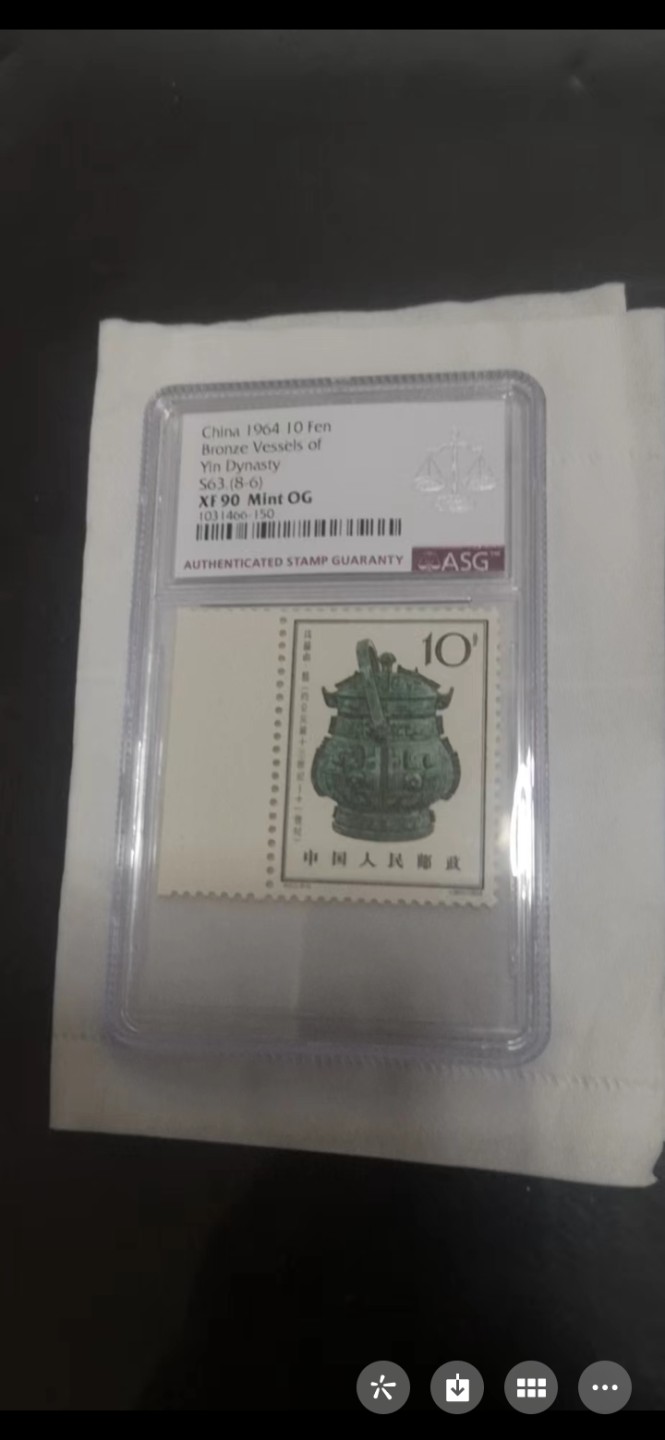 China 1964 10 Fen
Bronze Vessels of
Yin Dynasty
S63 (8-6)
XF 90 Mint OG
1031466-150
AUTHENTICATED STAMP GUARANTY
ASG™
10
中国人民邮政